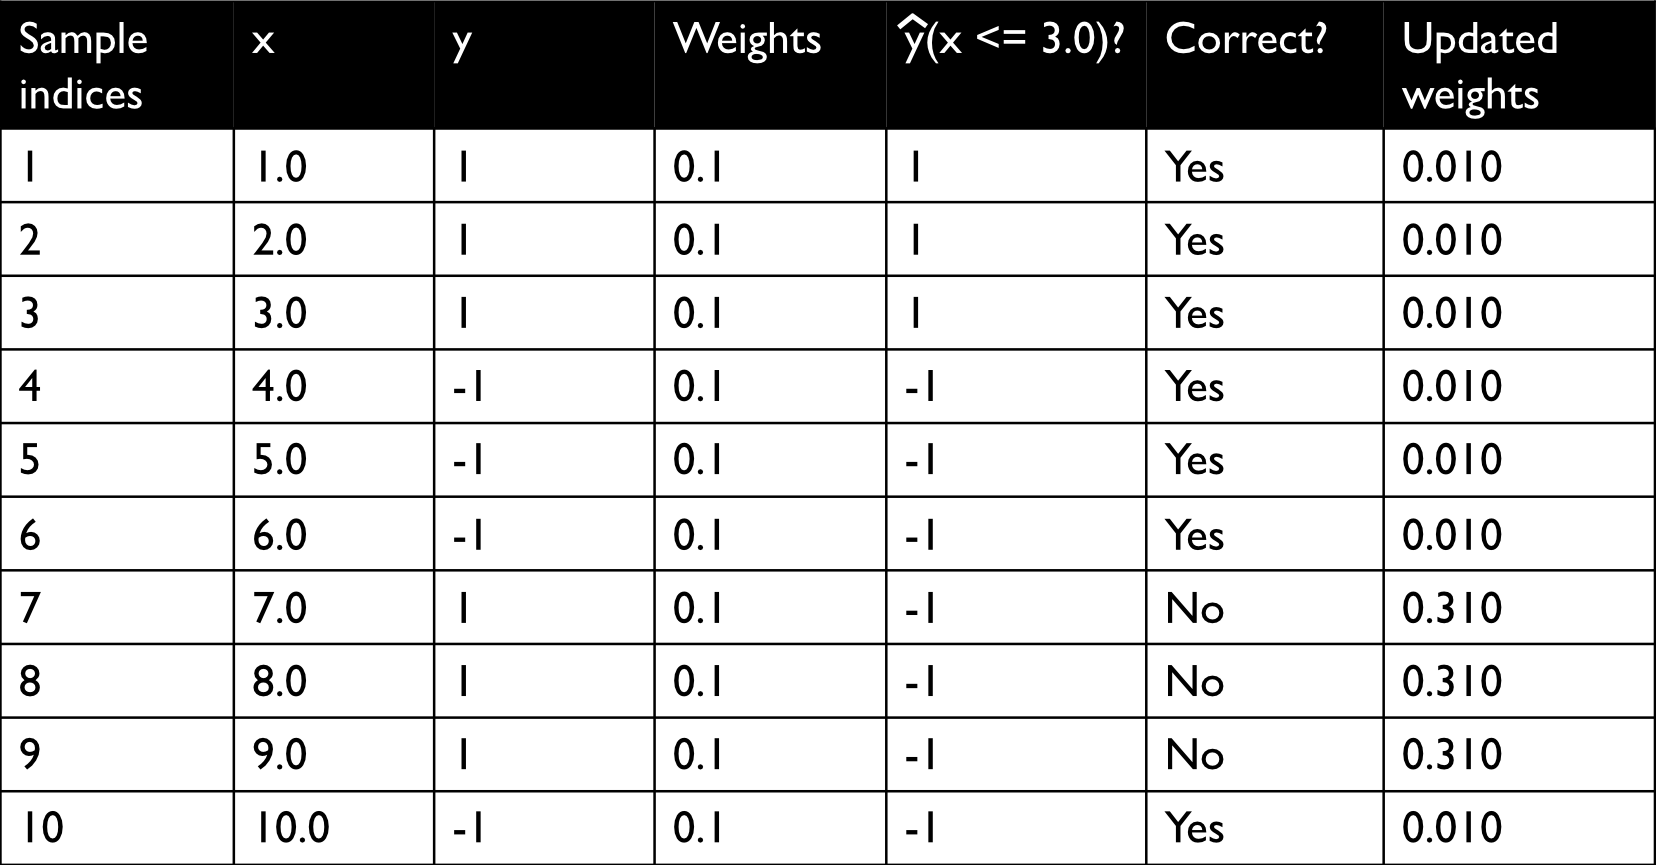 Sample indices x y Weights ŷ(x <= 3.0)? Correct? Updated weights
1 1.0 1 0.1 1 Yes 0.010
2 2.0 1 0.1 1 Yes 0.010
3 3.0 1 0.1 1 Yes 0.010
4 4.0 -1 0.1 -1 Yes 0.010
5 5.0 -1 0.1 -1 Yes 0.010
6 6.0 -1 0.1 -1 Yes 0.010
7 7.0 1 0.1 -1 No 0.310
8 8.0 1 0.1 -1 No 0.310
9 9.0 1 0.1 -1 No 0.310
10 10.0 -1 0.1 -1 Yes 0.010